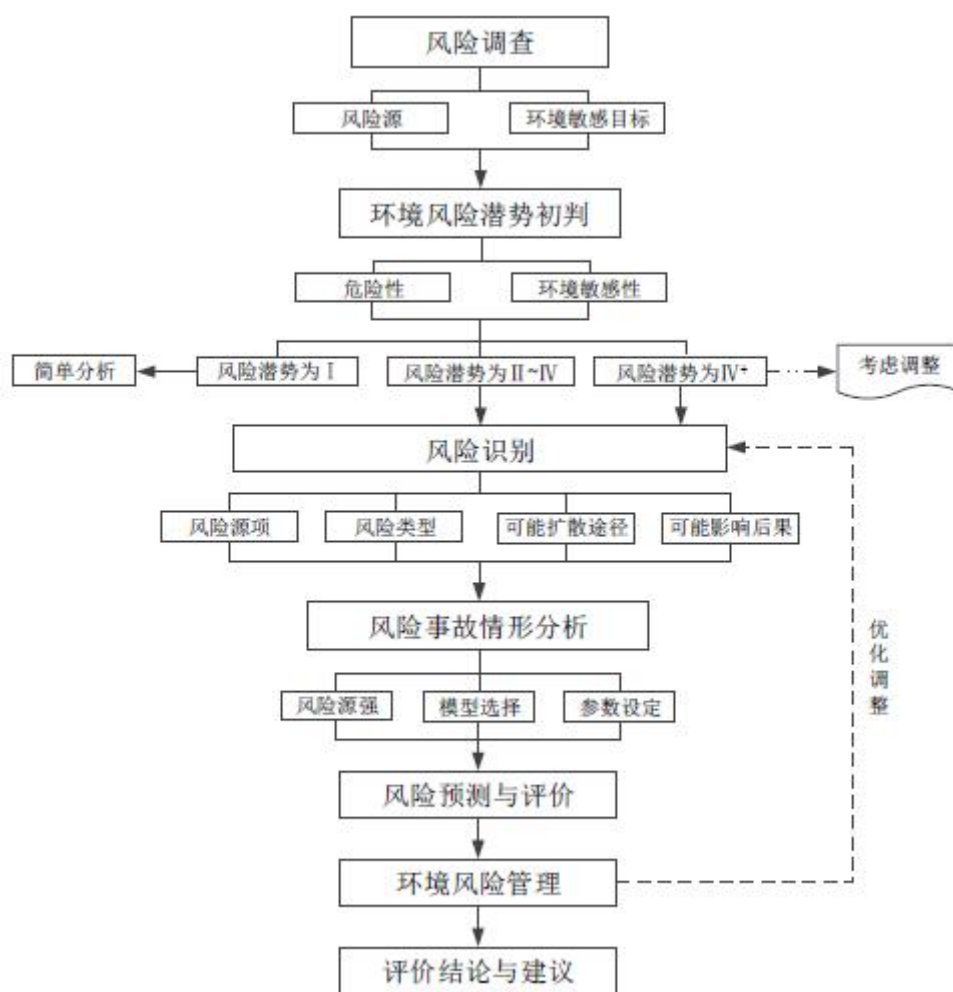 风险调查
风险源
环境敏感目标
环境风险潜势初判
危险性
环境敏感性
简单分析
风险潜势为Ⅰ
风险潜势为Ⅱ~Ⅳ
风险潜势为Ⅳ+
考虑调整
风险识别
风险源项
风险类型
可能扩散途径
可能影响后果
风险事故情形分析
优化调整
风险源强
模型选择
参数设定
风险预测与评价
环境风险管理
评价结论与建议